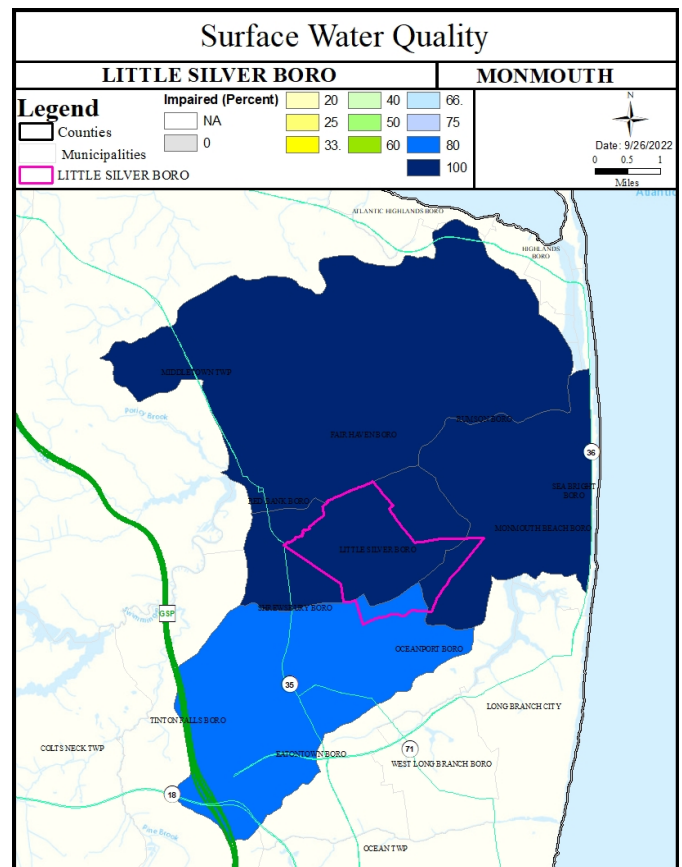 Surface Water Quality
LITTLE SILVER BORO
MONMOUTH
Legend
Counties
Municipalities
LITTLE SILVER BORO
Impaired (Percent)
NA
0
20
25
33.
40
50
60
66.
75
80
100
N
Date: 9/26/2022
0 0.5 1
Miles
ATLANTIC HIGHLANDS BORO
HIGHLANDS
BORO
MIDDLETOWN TWP
RUMSON BORO
FAIR HAVEN BORO
36
SEA BRIGHT
BORO
RED BANK BORO
MONMOUTH BEACH BORO
LITTLE SILVER BORO
SHREWSBURY BORO
GSP
OCEANPORT BORO
35
LONG BRANCH CITY
TINTON FALLS BORO
COLTS NECK TWP
EATONTOWN BORO
71
WEST LONG BRANCH BORO
18
Pine Brook
OCEAN TWP